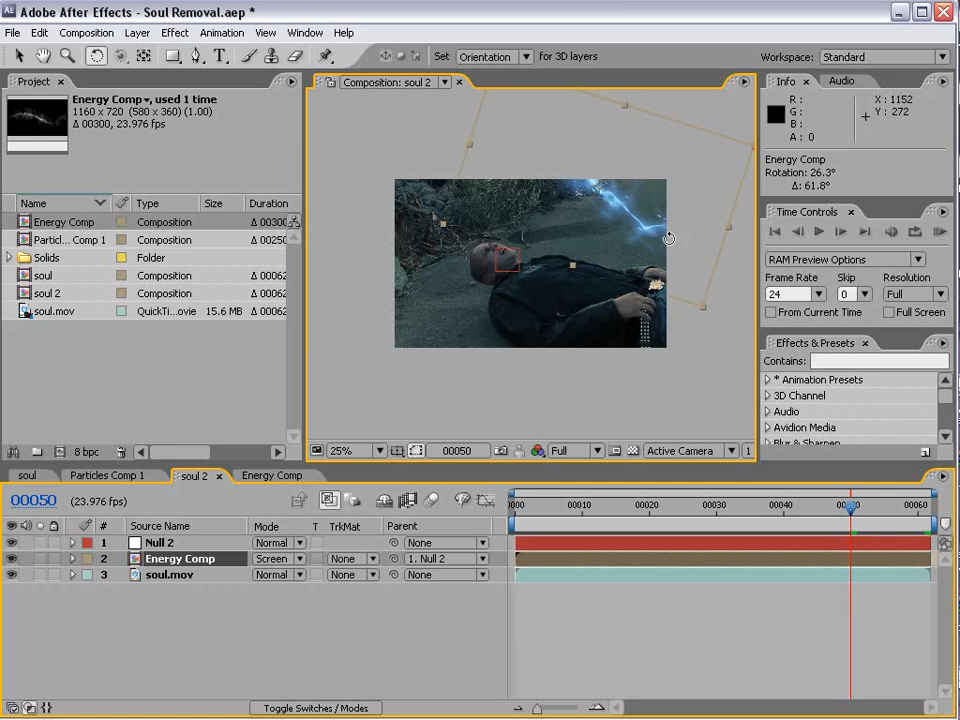 Adobe After Effects - Soul Removal.aep *
File Edit Composition Layer Effect Animation View Window Help
Set Orientation for 3D layers Workspace: Standard
Project
Energy Comp, used 1 time
1160 x 720 (580 x 360) (1.00)
Δ 00300, 23.976 fps
Name Type Size Duration
Energy Comp Composition Δ 00300
Particl... Comp 1 Composition Δ 00250
Solids Folder
soul Composition Δ 00062
soul 2 Composition Δ 00062
soul.mov QuickTi...ovie 15.6 MB Δ 00062
8 bpc
Composition: soul 2
25% 00050 Full Active Camera 1
Info Audio
R:
G:
B:
A: 0
X: 1152
Y: 272
Energy Comp
Rotation: 26.3°
Δ: 61.8°
Time Controls
RAM Preview Options
Frame Rate Skip Resolution
24 0 Full
From Current Time Full Screen
Effects & Presets
Contains:
* Animation Presets
3D Channel
Audio
Avidion Media
Blur & Sharpen
soul Particles Comp 1 soul 2 Energy Comp
00050 (23.976 fps)
0000 00010 00020 00030 00040 00060
# Source Name Mode T TrkMat Parent
1 Null 2 Normal None
2 Energy Comp Screen None 1. Null 2
3 soul.mov Normal None None
Toggle Switches / Modes